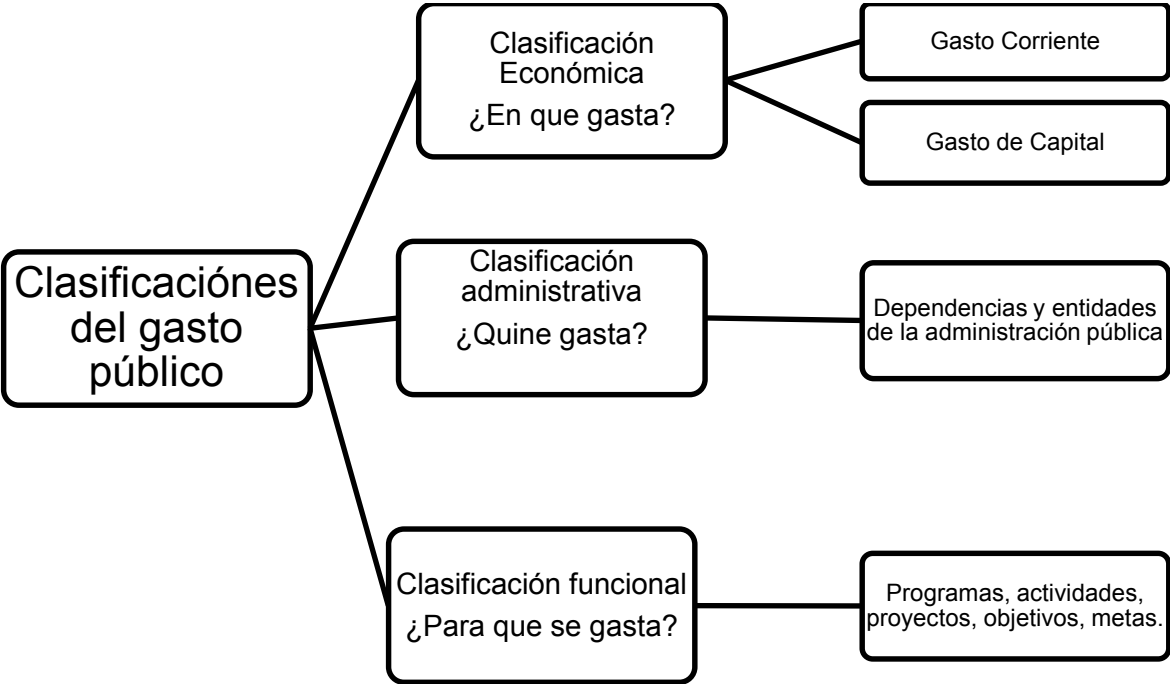 Clasificaciónes
del gasto
público
Clasificación
Económica
¿En que gasta?
Gasto Corriente
Gasto de Capital
Clasificación
administrativa
¿Quine gasta?
Dependencias y entidades
de la administración pública
Clasificación funcional
¿Para que se gasta?
Programas, actividades,
proyectos, objetivos, metas.